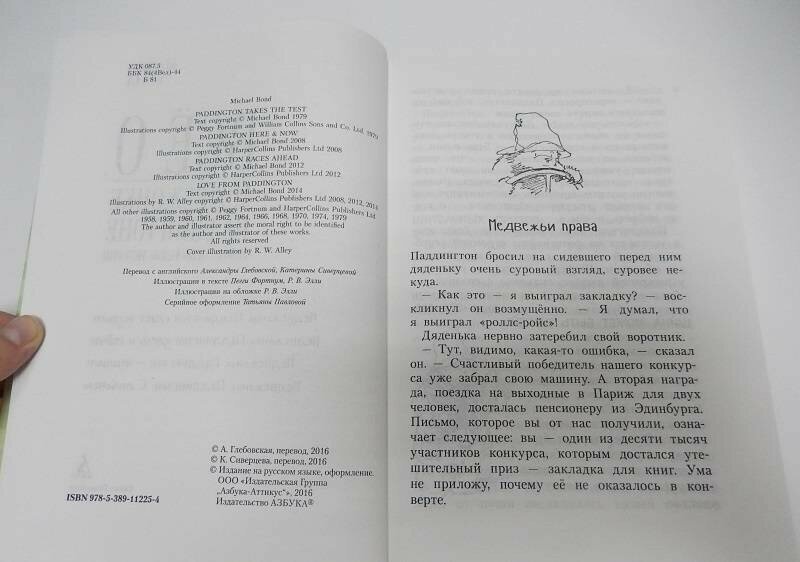 УДК 087.5
ББК 84(4Вел)-44
Б 81
Michael Bond
PADDINGTON TAKES THE TEST
Text copyright © Michael Bond 1979
Illustrations copyright © Peggy Fortnum and William Collins Sons and Co. Ltd. 1979
PADDINGTON HERE & NOW
Text copyright © Michael Bond 2008
Illustrations copyright © HarperCollins Publishers Ltd 2008
PADDINGTON RACES AHEAD
Text copyright © Michael Bond 2012
Illustrations copyright © HarperCollins Publishers Ltd 2012
LOVE FROM PADDINGTON
Text copyright © Michael Bond 2014
Illustrations by R. W. Alley copyright © HarperCollins Publishers Ltd 2008, 2012, 2014
All other illustrations copyright © Peggy Fortnum and HarperCollins Publishers Ltd
1958, 1959, 1960, 1961, 1962, 1964, 1966, 1968, 1970, 1974, 1979
The author and illustrator assert the moral right to be identified
as the author and illustrator of these works.
All rights reserved
Cover illustration by R. W. Alley
Перевод с английского Александры Глебовской, Катерины Сиверцевой
Иллюстрации в тексте Пегги Фортнум, Р. В. Элли
Иллюстрация на обложке Р. В. Элли
Серийное оформление Татьяны Павловой
© А. Глебовская, перевод, 2016
© К. Сиверцева, перевод, 2016
© Издание на русском языке, оформление.
ООО «Издательская Группа
„Азбука-Аттикус“», 2016
Издательство АЗБУКА®
ISBN 978-5-389-11225-4
Медвежьи права
Паддингтон бросил на сидевшего перед ним
дяденьку очень суровый взгляд, суровее не-
куда.
— Как это — я выиграл закладку? — вос-
кликнул он возмущённо. — Я думал, что
я выиграл «роллс-ройс»!
Дяденька нервно затеребил свой воротник.
— Тут, видимо, какая-то ошибка, — сказал
он. — Счастливый победитель нашего конкур-
са уже забрал свою машину. А вторая награ-
да, поездка на выходные в Париж для двух
человек, досталась пенсионеру из Эдинбурга.
Письмо, которое вы от нас получили, озна-
чает следующее: вы — один из десяти тысяч
участников конкурса, которым достался уте-
шительный приз — закладка для книг. Ума
не приложу, почему её не оказалось в кон-
верте.